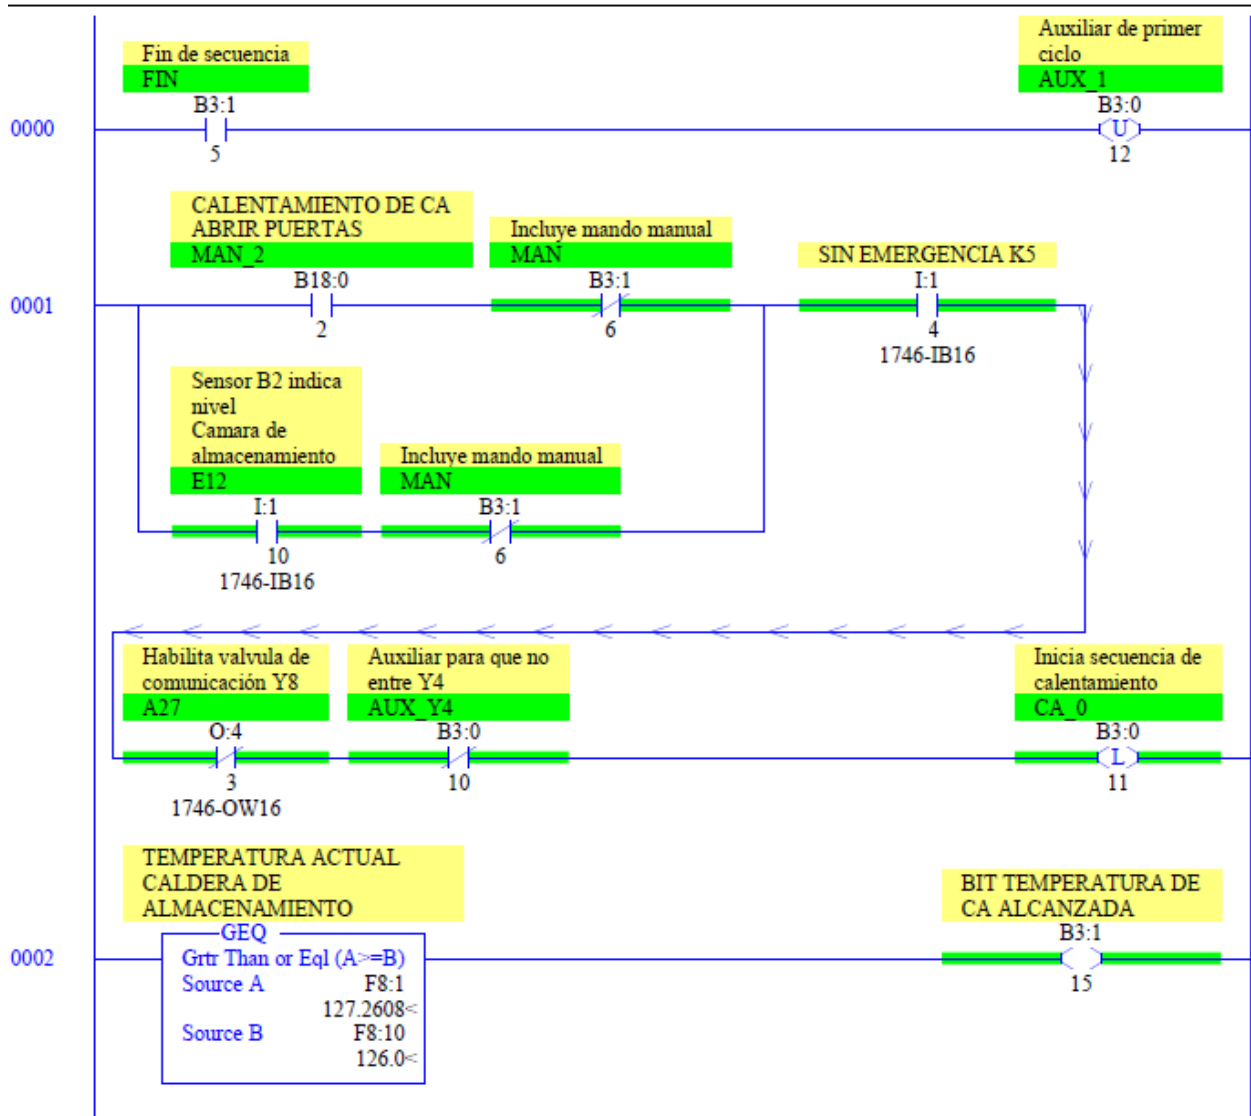 Fin de secuencia
FIN
B3:1
5
Auxiliar de primer
ciclo
AUX_1
B3:0
U
12
0000
CALENTAMIENTO DE CA
ABRIR PUERTAS
MAN_2
B18:0
2
Incluye mando manual
MAN
B3:1
6
SIN EMERGENCIA K5
I:1
4
1746-IB16
0001
Sensor B2 indica
nivel
Camara de
almacenamiento
E12
I:1
10
1746-IB16
Incluye mando manual
MAN
B3:1
6
Habilita valvula de
comunicación Y8
A27
O:4
3
1746-OW16
Auxiliar para que no
entre Y4
AUX_Y4
B3:0
10
Inicia secuencia de
calentamiento
CA_0
B3:0
L
11
TEMPERATURA ACTUAL
CALDERA DE
ALMACENAMIENTO
GEQ
Grtr Than or Eql (A>=B)
Source A F8:1
127.2608<
Source B F8:10
126.0<
0002
BIT TEMPERATURA DE
CA ALCANZADA
B3:1
15